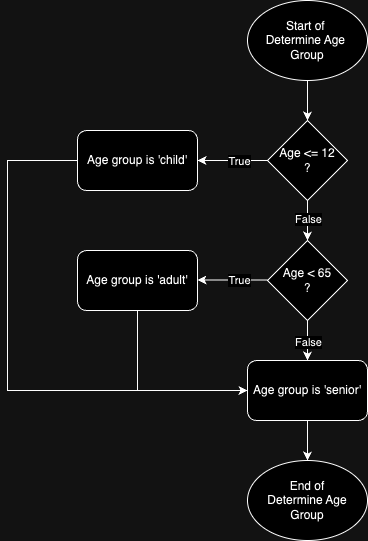 Start of
Determine Age
Group
Age <= 12
?
True
Age group is 'child'
False
Age < 65
?
True
Age group is 'adult'
False
Age group is 'senior'
End of
Determine Age
Group